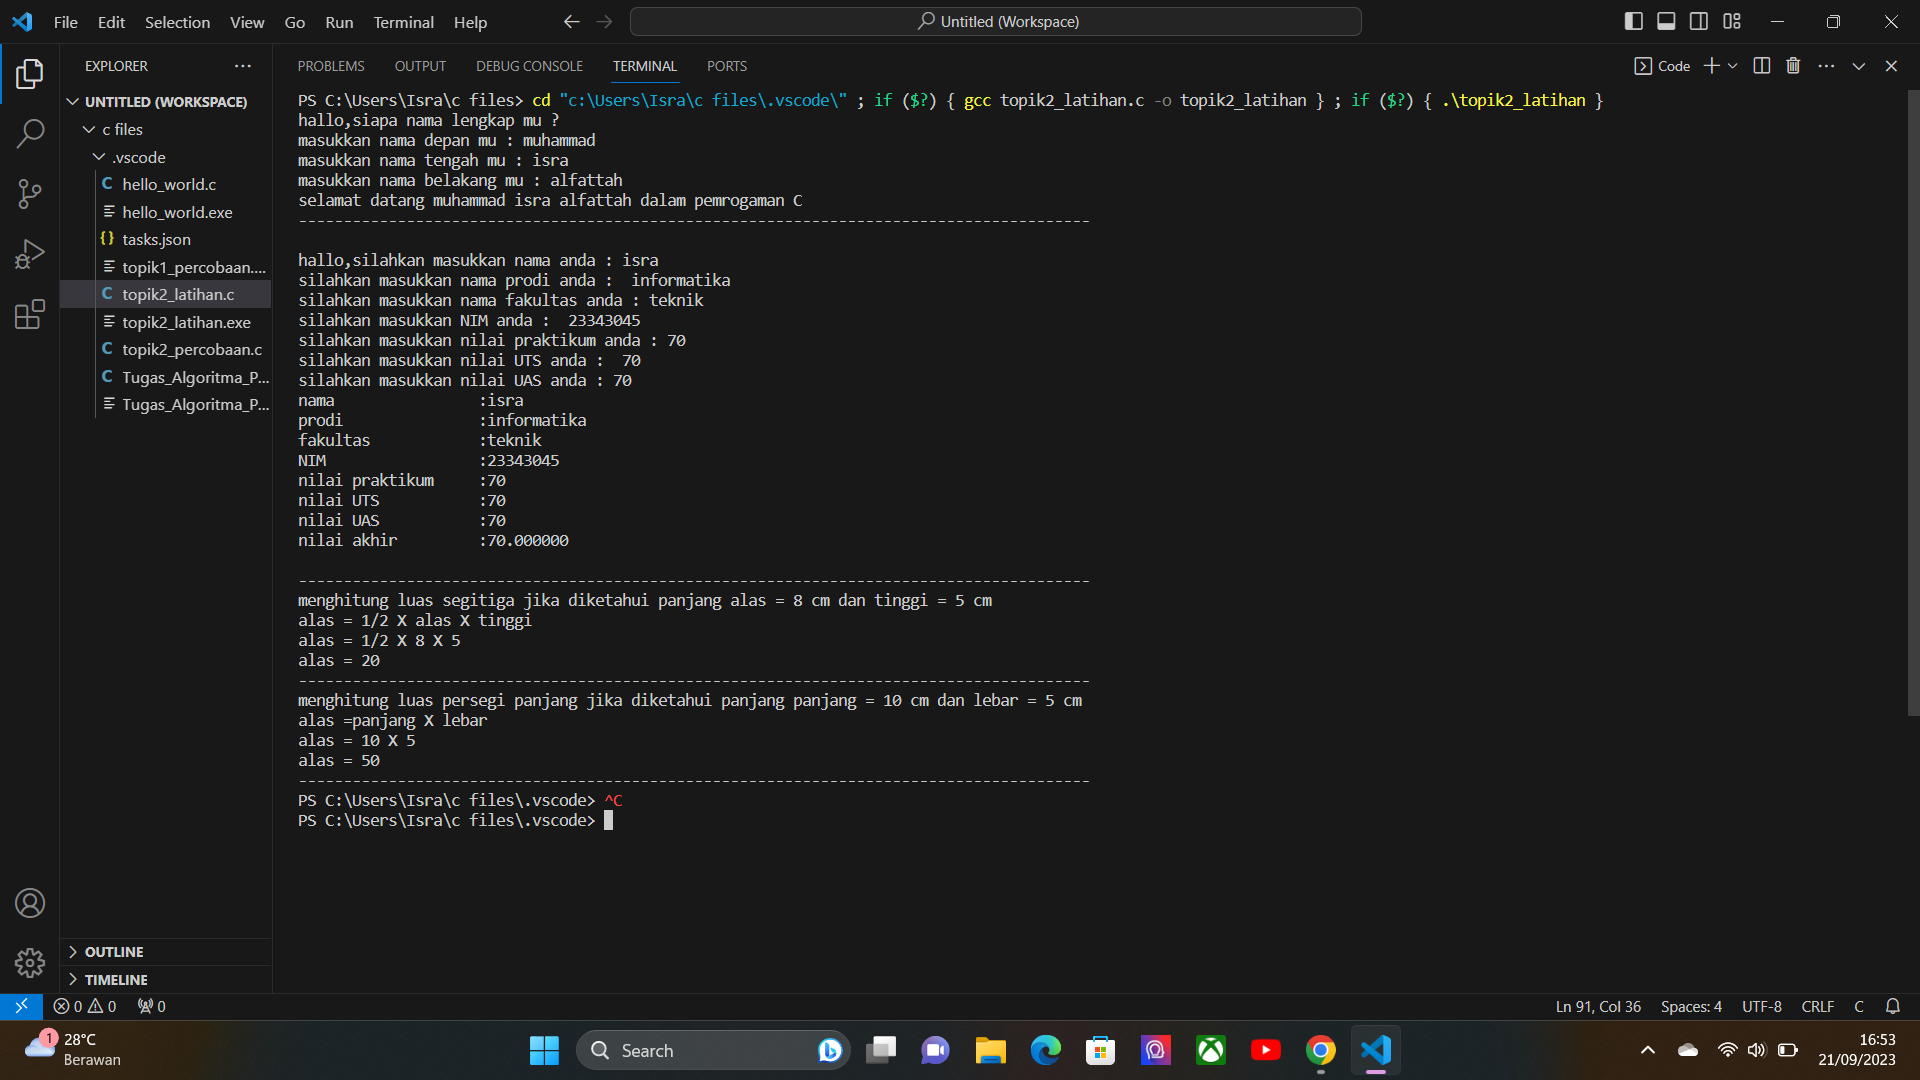 File Edit Selection View Go Run Terminal Help
Untitled (Workspace)
EXPLORER
UNTITLED (WORKSPACE)
c files
.vscode
C hello_world.c
hello_world.exe
{} tasks.json
topik1_percobaan....
C topik2_latihan.c
topik2_latihan.exe
C topik2_percobaan.c
C Tugas_Algoritma_P...
Tugas_Algoritma_P...
OUTLINE
TIMELINE
PROBLEMS OUTPUT DEBUG CONSOLE TERMINAL PORTS
Code
PS C:\Users\Isra\c files> cd "c:\Users\Isra\c files\.vscode\" ; if ($?) { gcc topik2_latihan.c -o topik2_latihan } ; if ($?) { .\topik2_latihan }
hallo,siapa nama lengkap mu ?
masukkan nama depan mu : muhammad
masukkan nama tengah mu : isra
masukkan nama belakang mu : alfattah
selamat datang muhammad isra alfattah dalam pemrogaman C
----------------------------------------------------------------------------------------
hallo,silahkan masukkan nama anda : isra
silahkan masukkan nama prodi anda :  informatika
silahkan masukkan nama fakultas anda : teknik
silahkan masukkan NIM anda :  23343045
silahkan masukkan nilai praktikum anda : 70
silahkan masukkan nilai UTS anda :  70
silahkan masukkan nilai UAS anda : 70
nama                :isra
prodi               :informatika
fakultas            :teknik
NIM                 :23343045
nilai praktikum     :70
nilai UTS           :70
nilai UAS           :70
nilai akhir         :70.000000
----------------------------------------------------------------------------------------
menghitung luas segitiga jika diketahui panjang alas = 8 cm dan tinggi = 5 cm
alas = 1/2 X alas X tinggi
alas = 1/2 X 8 X 5
alas = 20
----------------------------------------------------------------------------------------
menghitung luas persegi panjang jika diketahui panjang panjang = 10 cm dan lebar = 5 cm
alas =panjang X lebar
alas = 10 X 5
alas = 50
----------------------------------------------------------------------------------------
PS C:\Users\Isra\c files\.vscode> ^C
PS C:\Users\Isra\c files\.vscode>
0 0 0
Ln 91, Col 36 Spaces: 4 UTF-8 CRLF C
1
28°C
Berawan
Search
16:53
21/09/2023